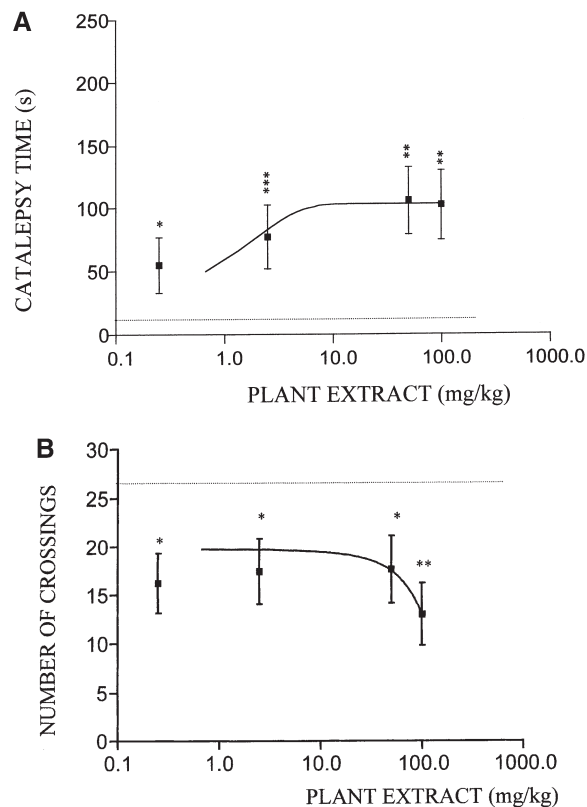 A
CATALEPSY TIME (s)
250
200
150
100
50
0
*
***
**
**
0.1 1.0 10.0 100.0 1000.0
PLANT EXTRACT (mg/kg)
B
NUMBER OF CROSSINGS
30
25
20
15
10
5
0
*
*
*
**
0.1 1.0 10.0 100.0 1000.0
PLANT EXTRACT (mg/kg)